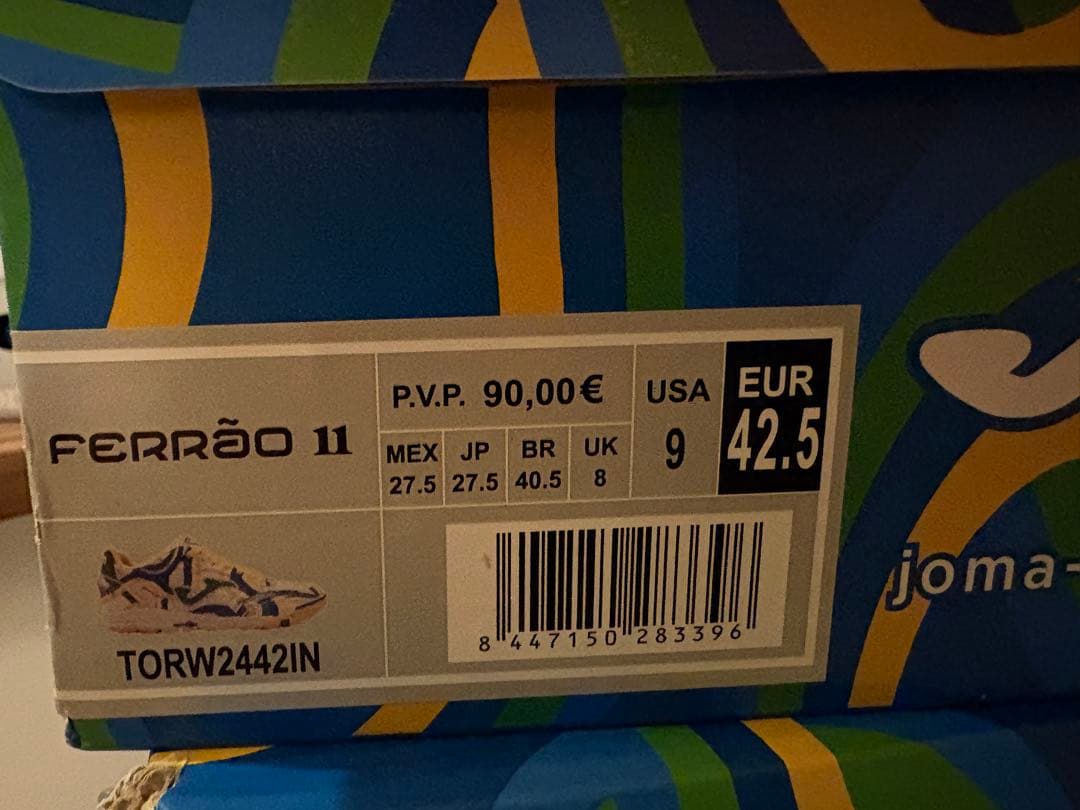 FERRÃO 11
P.V.P. 90,00€
MEX JP BR UK
27.5 27.5 40.5 8
USA
9
EUR
42.5
TORW2442IN
8 447150 283396
joma-